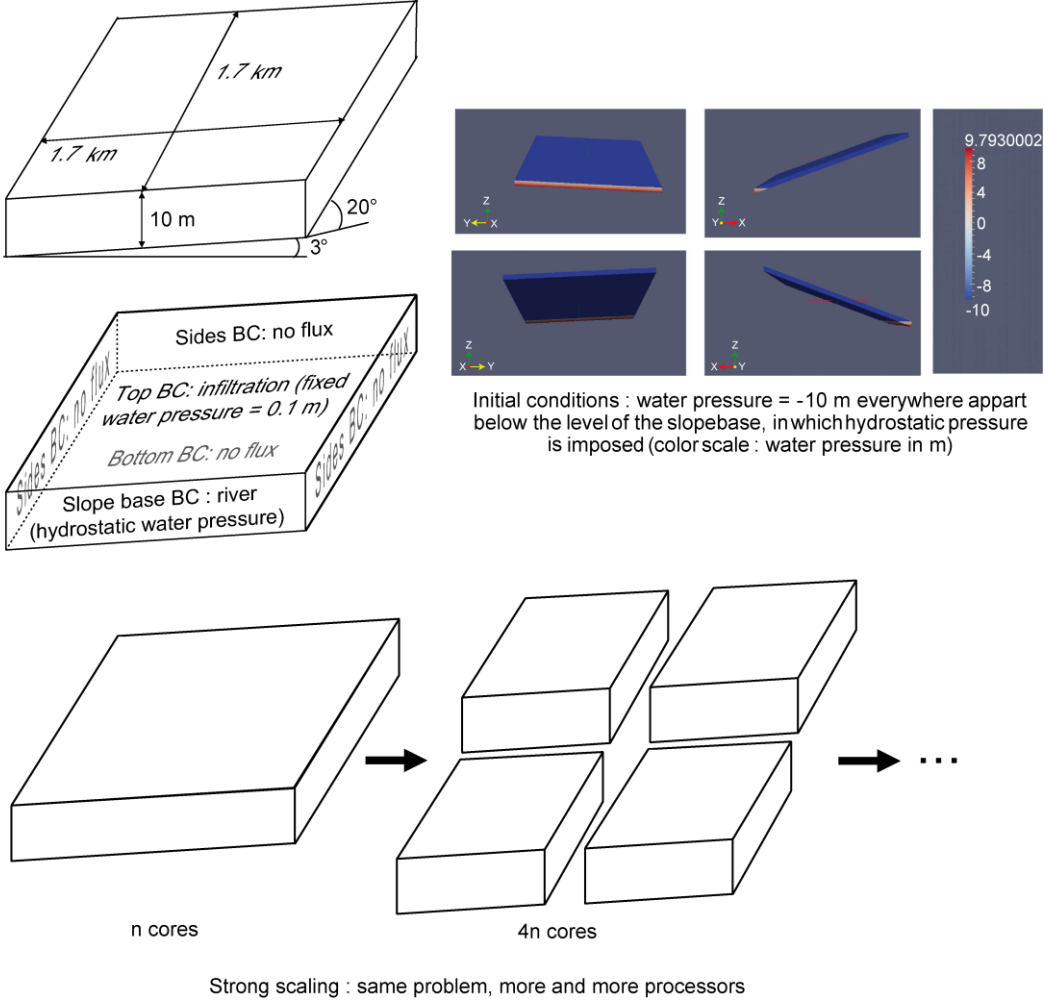 1.7 km
1.7 km
10 m
20°
3°
9.7930002
8
4
0
-4
-8
-10
Z
Y X
Z
Y X
Z
X Y
Z
X Y
Initial conditions : water pressure = -10 m everywhere appart
below the level of the slopebase, in which hydrostatic pressure
is imposed (color scale : water pressure in m)
Sides BC: no flux
Sides BC: no flux
Top BC: infiltration (fixed
water pressure = 0.1 m)
Sides BC: no flux
Bottom BC: no flux
Slope base BC : river
(hydrostatic water pressure)
...
n cores
4n cores
Strong scaling : same problem, more and more processors